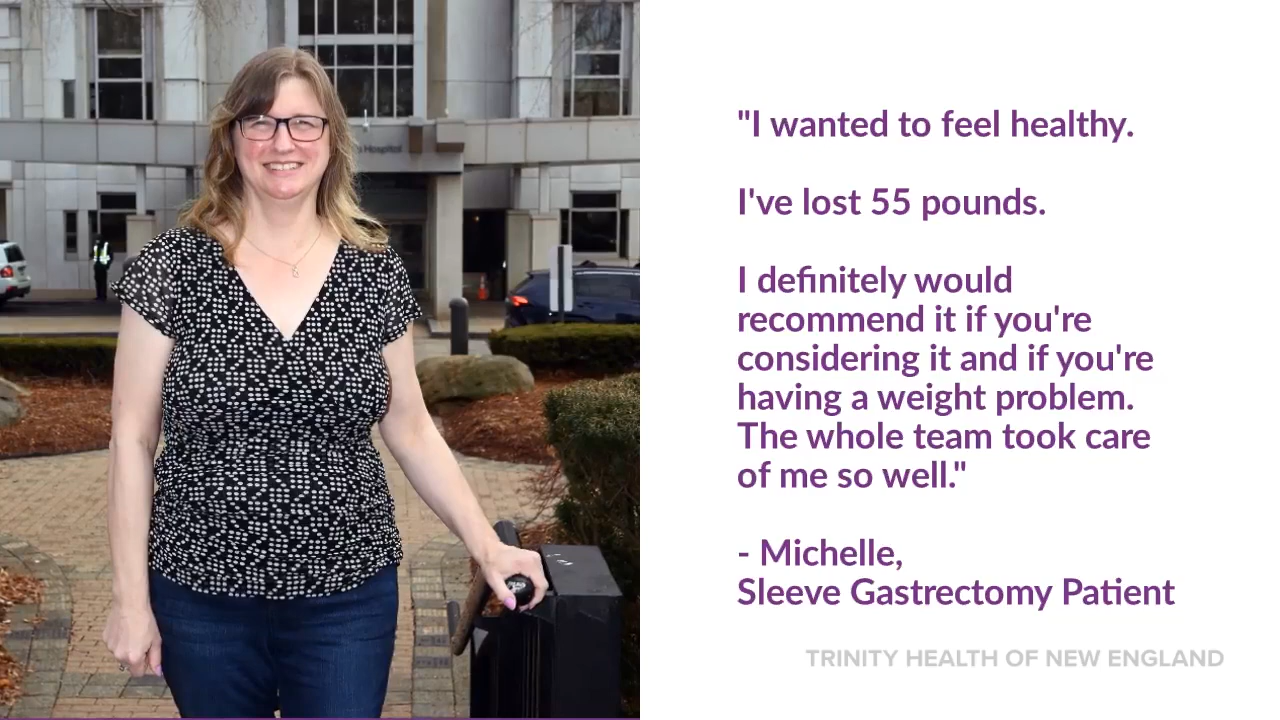 Hospital
"I wanted to feel healthy.
I've lost 55 pounds.
I definitely would
recommend it if you're
considering it and if you're
having a weight problem.
The whole team took care
of me so well."
- Michelle,
Sleeve Gastrectomy Patient
TRINITY HEALTH OF NEW ENGLAND